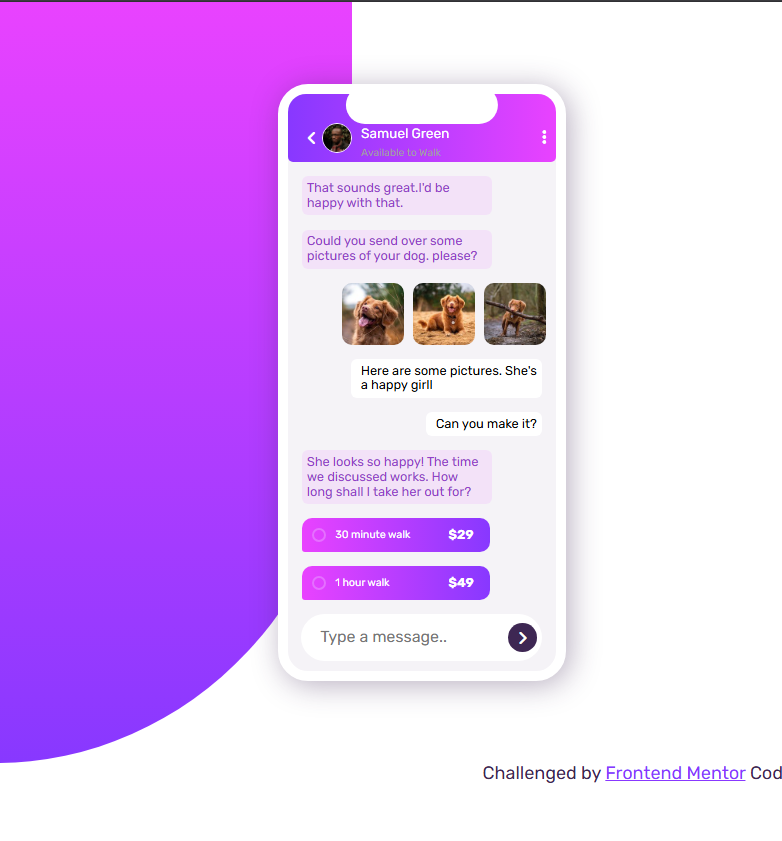 Samuel Green
Available to Walk
That sounds great.I'd be
happy with that.
Could you send over some
pictures of your dog. please?
Here are some pictures. She's
a happy girll
Can you make it?
She looks so happy! The time
we discussed works. How
long shall I take her out for?
30 minute walk $29
1 hour walk $49
Type a message..
Challenged by Frontend Mentor Cod